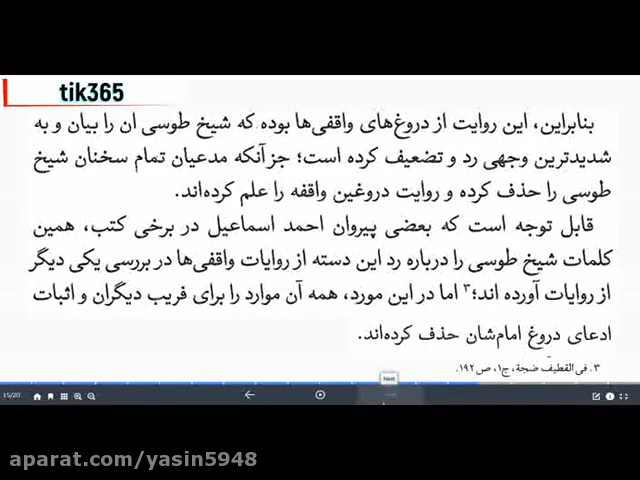 tik365
بنابراین، این روایت از دروغ‌های واقفی‌ها بوده که شیخ طوسی ان را بیان و به
شدیدترین وجهی رد و تضعیف کرده است؛ جز آنکه مدعیان تمام سخنان شیخ
طوسی را حذف کرده و روایت دروغین واقفه را علم کرده‌اند.
قابل توجه است که بعضی پیروان احمد اسماعیل در برخی کتب، همین
کلمات شیخ طوسی را درباره رد این دسته از روایات واقفی‌ها در بررسی یکی دیگر
از روایات آورده اند؛۳ اما در این مورد، همه آن موارد را برای فریب دیگران و اثبات
ادعای دروغ امام‌شان حذف کرده‌اند.
۳. فی القطیف ضجة، ج۱، ص ۱۹۲.
Next
15/20
aparat.com/yasin5948